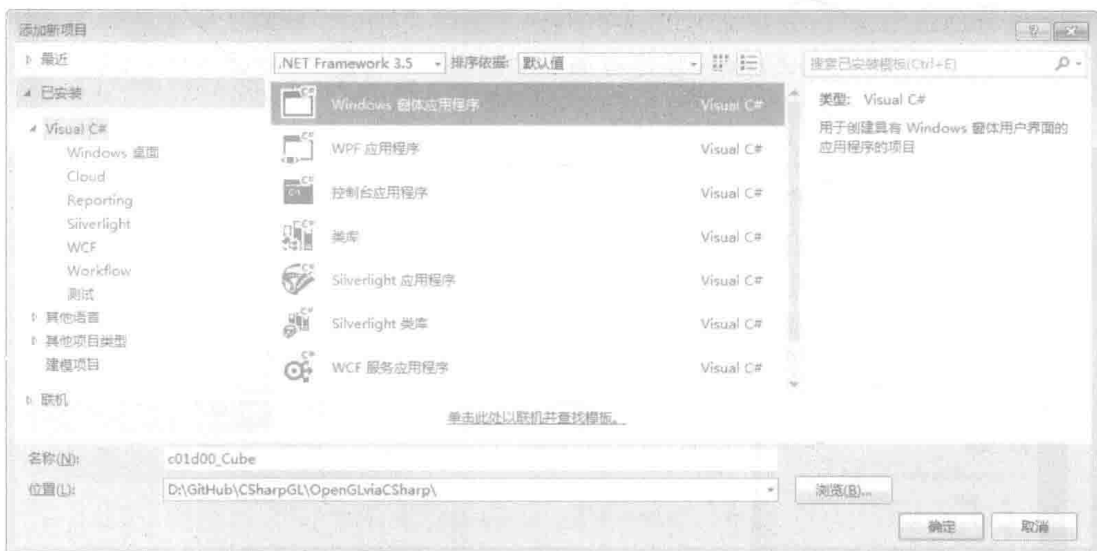 添加新项目
最近
.NET Framework 3.5
排序依据: 默认值
搜索已安装模板(Ctrl+E)
已安装
Visual C#
Windows 桌面
Cloud
Reporting
Silverlight
WCF
Workflow
测试
其他语言
其他项目类型
建模项目
联机
Windows 窗体应用程序 Visual C#
WPF 应用程序 Visual C#
控制台应用程序 Visual C#
类库 Visual C#
Silverlight 应用程序 Visual C#
Silverlight 类库 Visual C#
WCF 服务应用程序 Visual C#
单击此处以联机并查找模板。
类型: Visual C#
用于创建具有 Windows 窗体用户界面的
应用程序的项目
名称(N): c01d00_Cube
位置(L): D:\GitHub\CSharpGL\OpenGLviaCSharp\
浏览(B)...
确定 取消